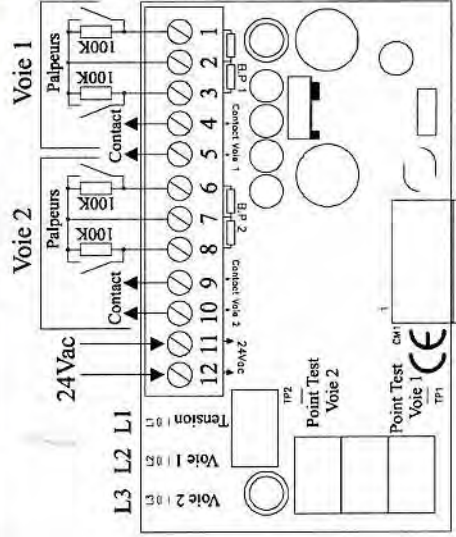 Voie 1
Palpeurs
100K
100K
Contact
Voie 2
Palpeurs
100K
100K
Contact
24Vac
L1
L2
L3
1
2
3
4
5
6
7
8
9
10
11
12
B.P 1
Contact Voie 1
B.P 2
Contact Voie 2
24Vac
Tension
Voie 1
Voie 2
TP2
Point Test
Voie 2
Point Test
Voie 1
TP1
1
CM1
CE